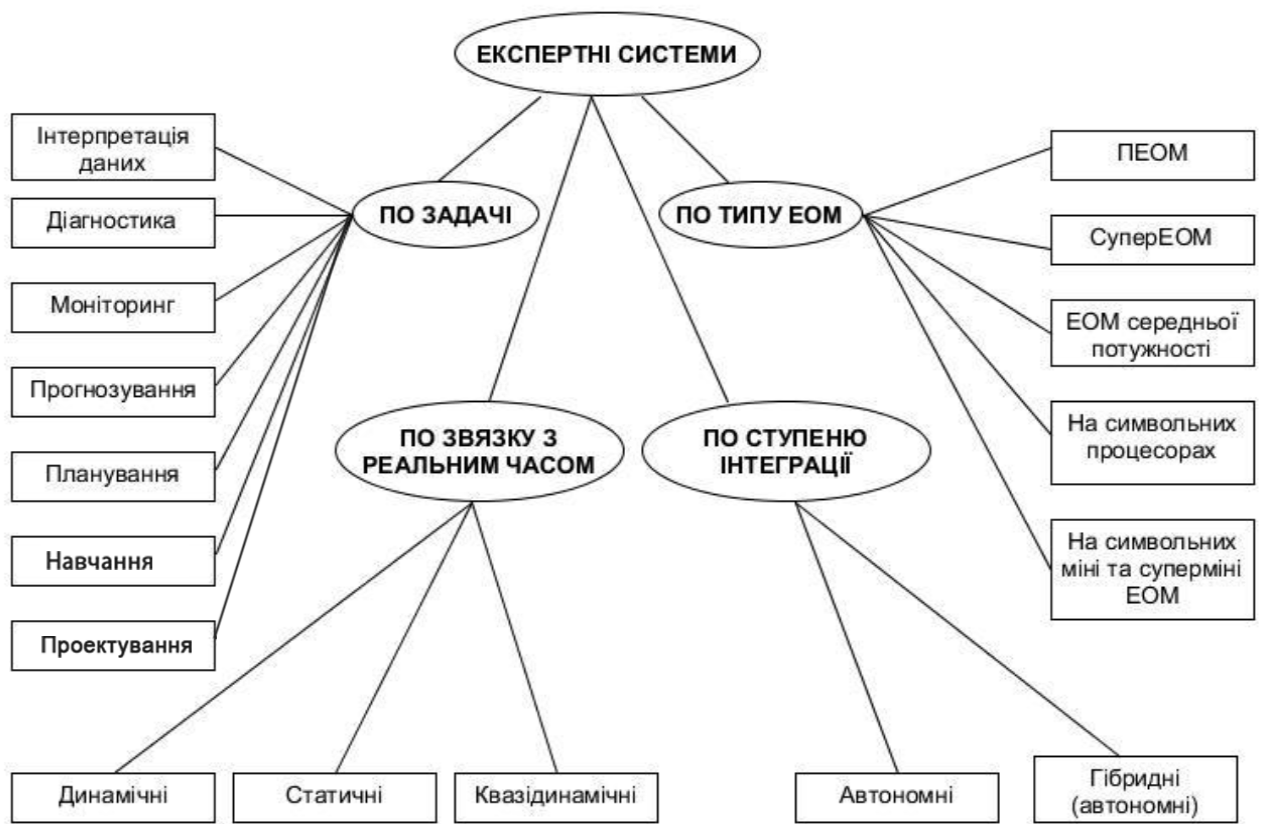 ЕКСПЕРТНІ СИСТЕМИ
ПО ЗАДАЧІ
ПО ТИПУ ЕОМ
Інтерпретація
даних
Діагностика
Моніторинг
Прогнозування
Планування
Навчання
Проектування
ПЕОМ
СуперЕОМ
ЕОМ середньої
потужності
На символьних
процесорах
На символьних
міні та суперміні
ЕОМ
ПО ЗВЯЗКУ З
РЕАЛЬНИМ ЧАСОМ
ПО СТУПЕНЮ
ІНТЕГРАЦІЇ
Динамічні
Статичні
Квазідинамічні
Автономні
Гібридні
(автономні)